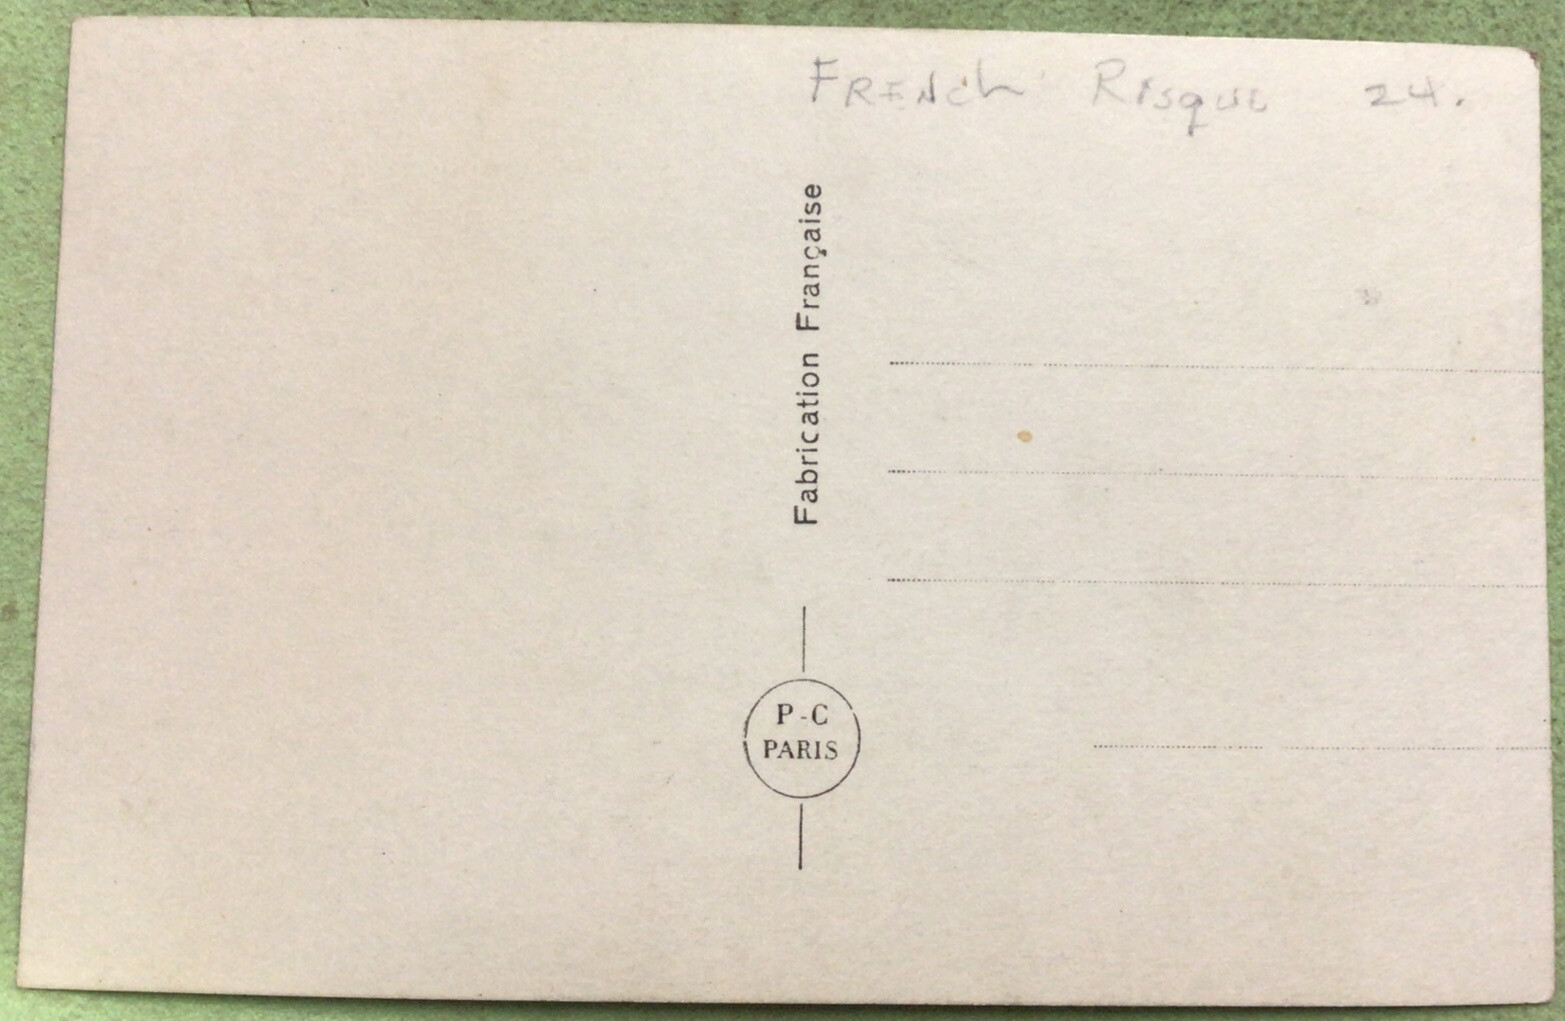 FRENCh RisquE 24.
Fabrication Française
P-C
PARIS